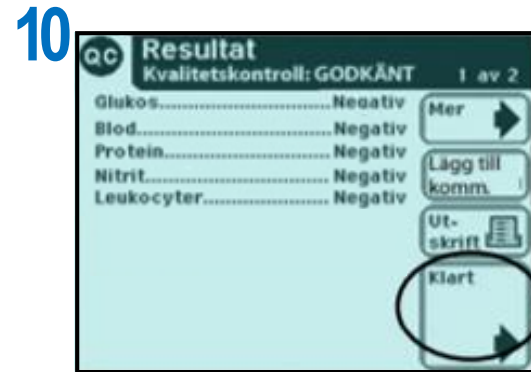 10
QC Resultat
Kvalitetskontroll: GODKÄNT 1 av 2
Glukos..............................Negativ
Blod..................................Negativ
Protein.............................Negativ
Nitrit................................Negativ
Leukocyter......................Negativ
Mer
Lägg till
komm.
Ut-
skrift
Klart